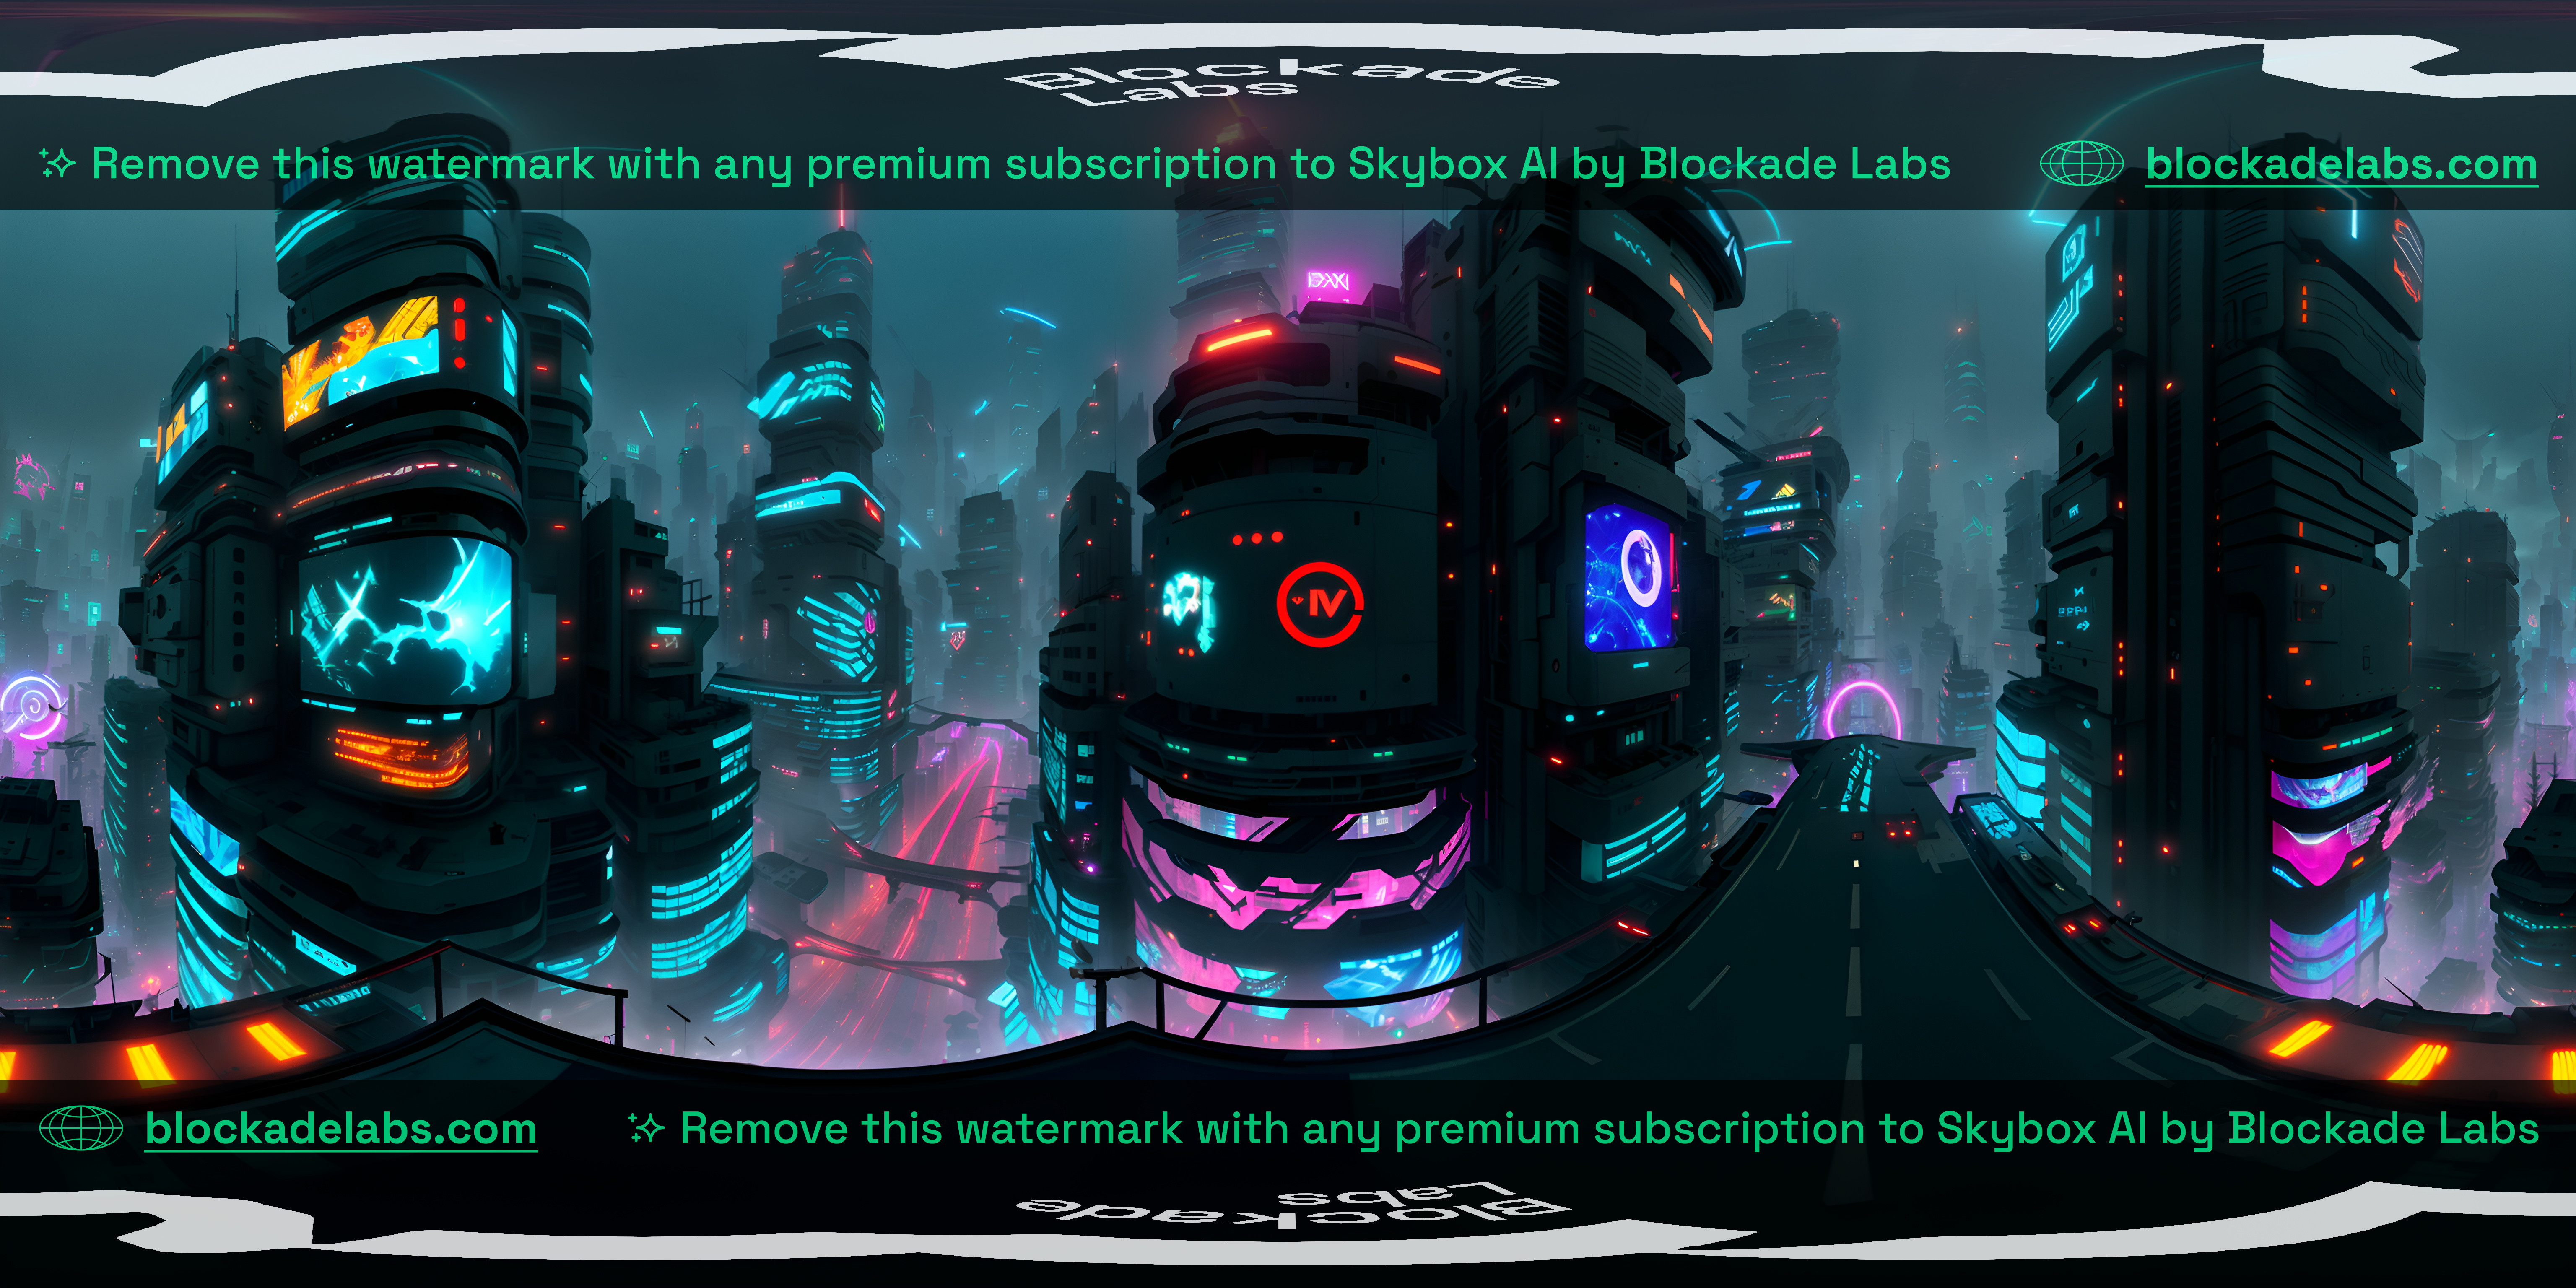 Blockade
Labs
Remove this watermark with any premium subscription to Skybox AI by Blockade Labs
blockadelabs.com
IV
blockadelabs.com
Remove this watermark with any premium subscription to Skybox AI by Blockade Labs
Blockade
Labs